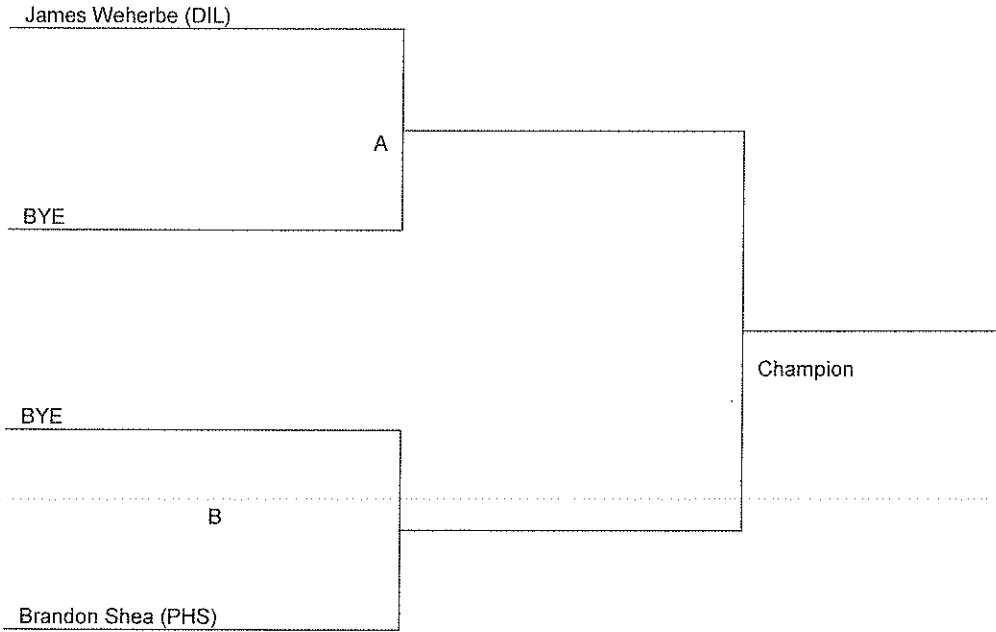 James Weherbe (DIL)
A
BYE
Champion
BYE
B
Brandon Shea (PHS)